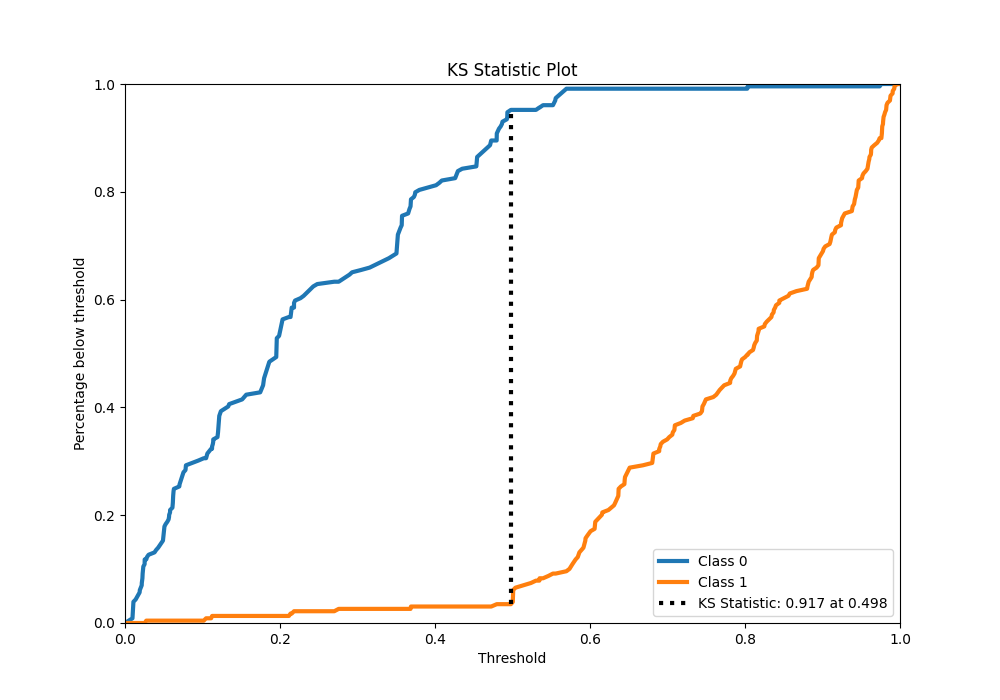 KS Statistic Plot
1.0
0.8
0.6
0.4
0.2
0.0
Percentage below threshold
0.0 0.2 0.4 0.6 0.8 1.0
Threshold
Class 0
Class 1
KS Statistic: 0.917 at 0.498